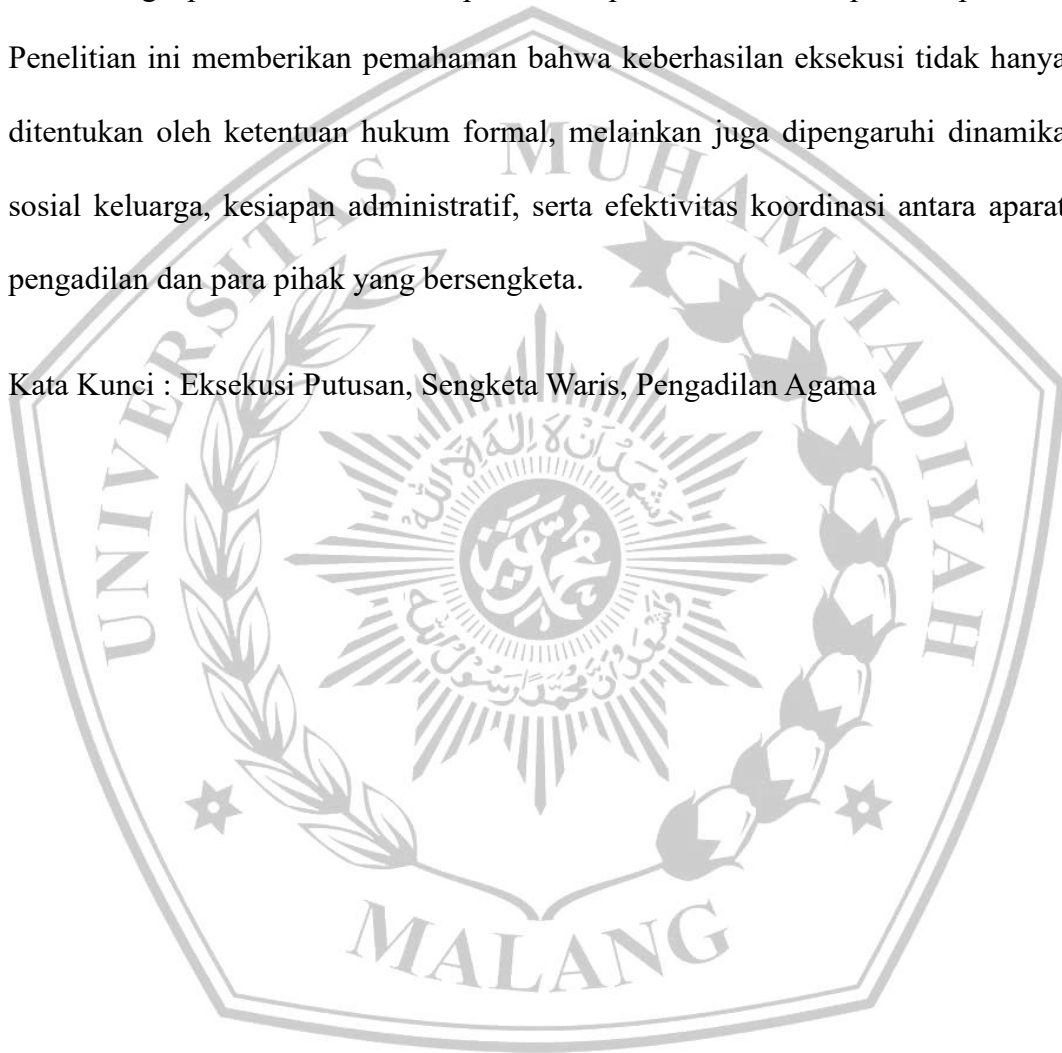 Penelitian ini memberikan pemahaman bahwa keberhasilan eksekusi tidak hanya
ditentukan oleh ketentuan hukum formal, melainkan juga dipengaruhi dinamika
sosial keluarga, kesiapan administratif, serta efektivitas koordinasi antara aparat
pengadilan dan para pihak yang bersengketa.
Kata Kunci : Eksekusi Putusan, Sengketa Waris, Pengadilan Agama
UNIVERSITAS MUHAMMADIYAH
MALANG